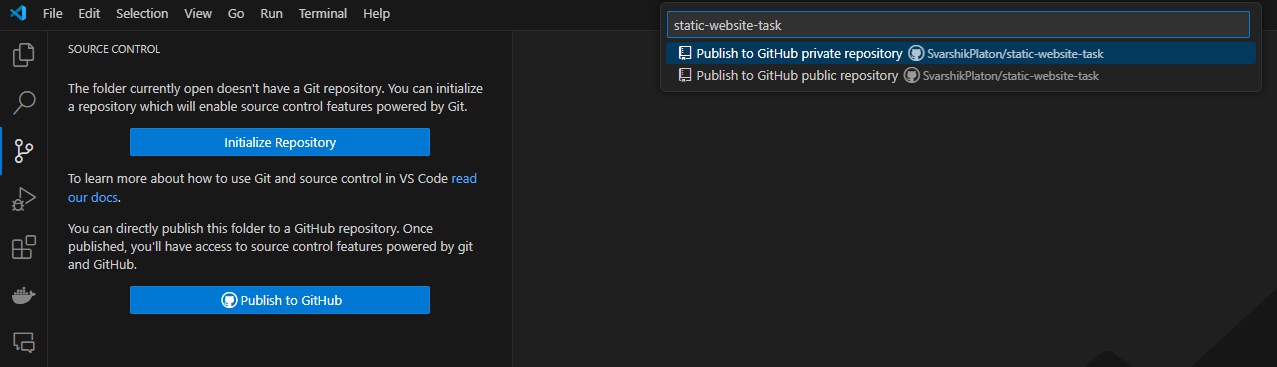 File Edit Selection View Go Run Terminal Help
static-website-task
Publish to GitHub private repository SvarshikPlaton/static-website-task
Publish to GitHub public repository SvarshikPlaton/static-website-task
SOURCE CONTROL
The folder currently open doesn't have a Git repository. You can initialize
a repository which will enable source control features powered by Git.
Initialize Repository
To learn more about how to use Git and source control in VS Code read
our docs.
You can directly publish this folder to a GitHub repository. Once
published, you'll have access to source control features powered by git
and GitHub.
Publish to GitHub